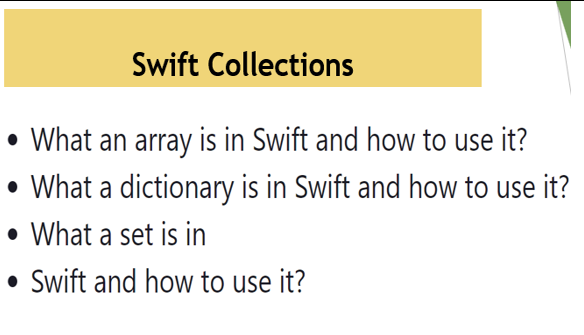 Swift Collections
• What an array is in Swift and how to use it?
• What a dictionary is in Swift and how to use it?
• What a set is in
• Swift and how to use it?